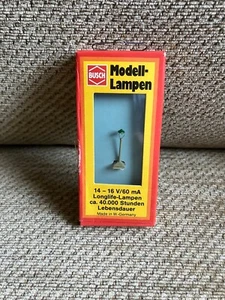 BUSCH
Modell-
Lampen
14 - 16 V/60 mA
Longlife-Lampen
ca. 40.000 Stunden
Lebensdauer
Made in W.-Germany